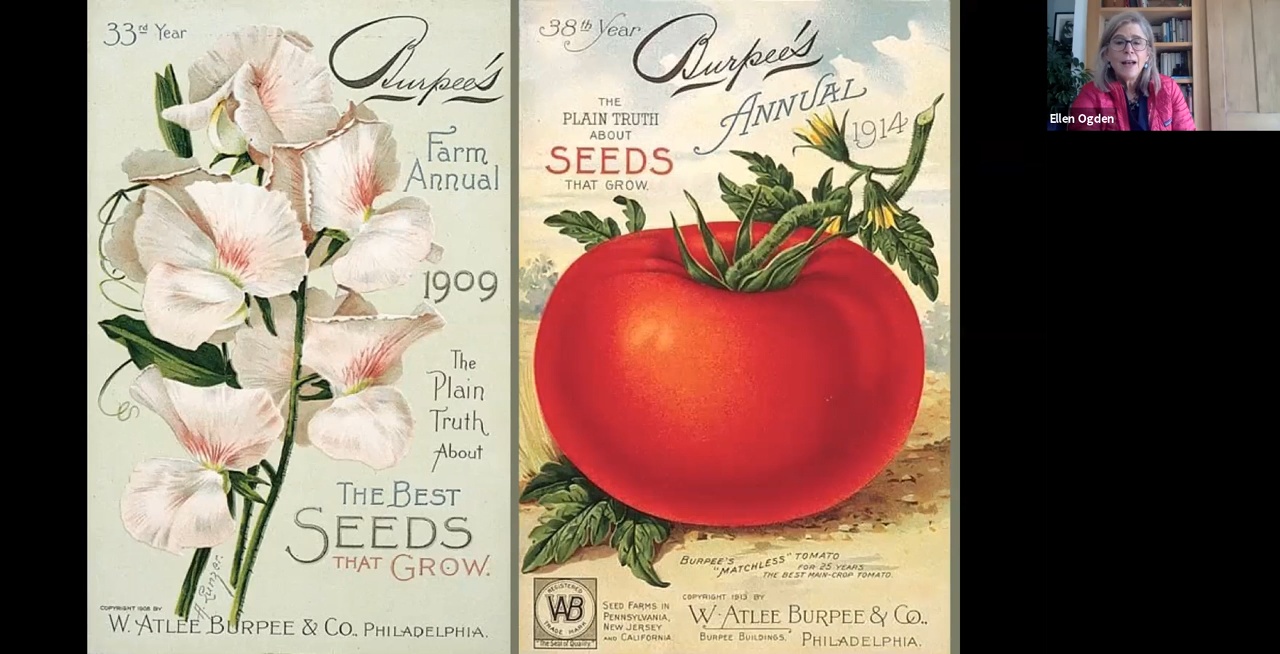 33rd Year
Burpee's
Farm
Annual
1909
The
Plain
Truth
About
THE BEST
SEEDS
THAT GROW.
A. Lunzer.
COPYRIGHT 1908 BY
W. ATLEE BURPEE & CO., PHILADELPHIA.
38th Year
Burpee's
ANNUAL
1914
THE
PLAIN TRUTH
ABOUT
SEEDS
THAT GROW.
BURPEE'S
"MATCHLESS" TOMATO
FOR 25 YEARS
THE BEST MAIN-CROP TOMATO.
REGISTERED
WAB
TRADE MARK
"The Seal of Quality"
SEED FARMS IN
PENNSYLVANIA,
NEW JERSEY
AND CALIFORNIA
COPYRIGHT 1913 BY
W. ATLEE BURPEE & CO.,
BURPEE BUILDINGS, PHILADELPHIA.
Ellen Ogden